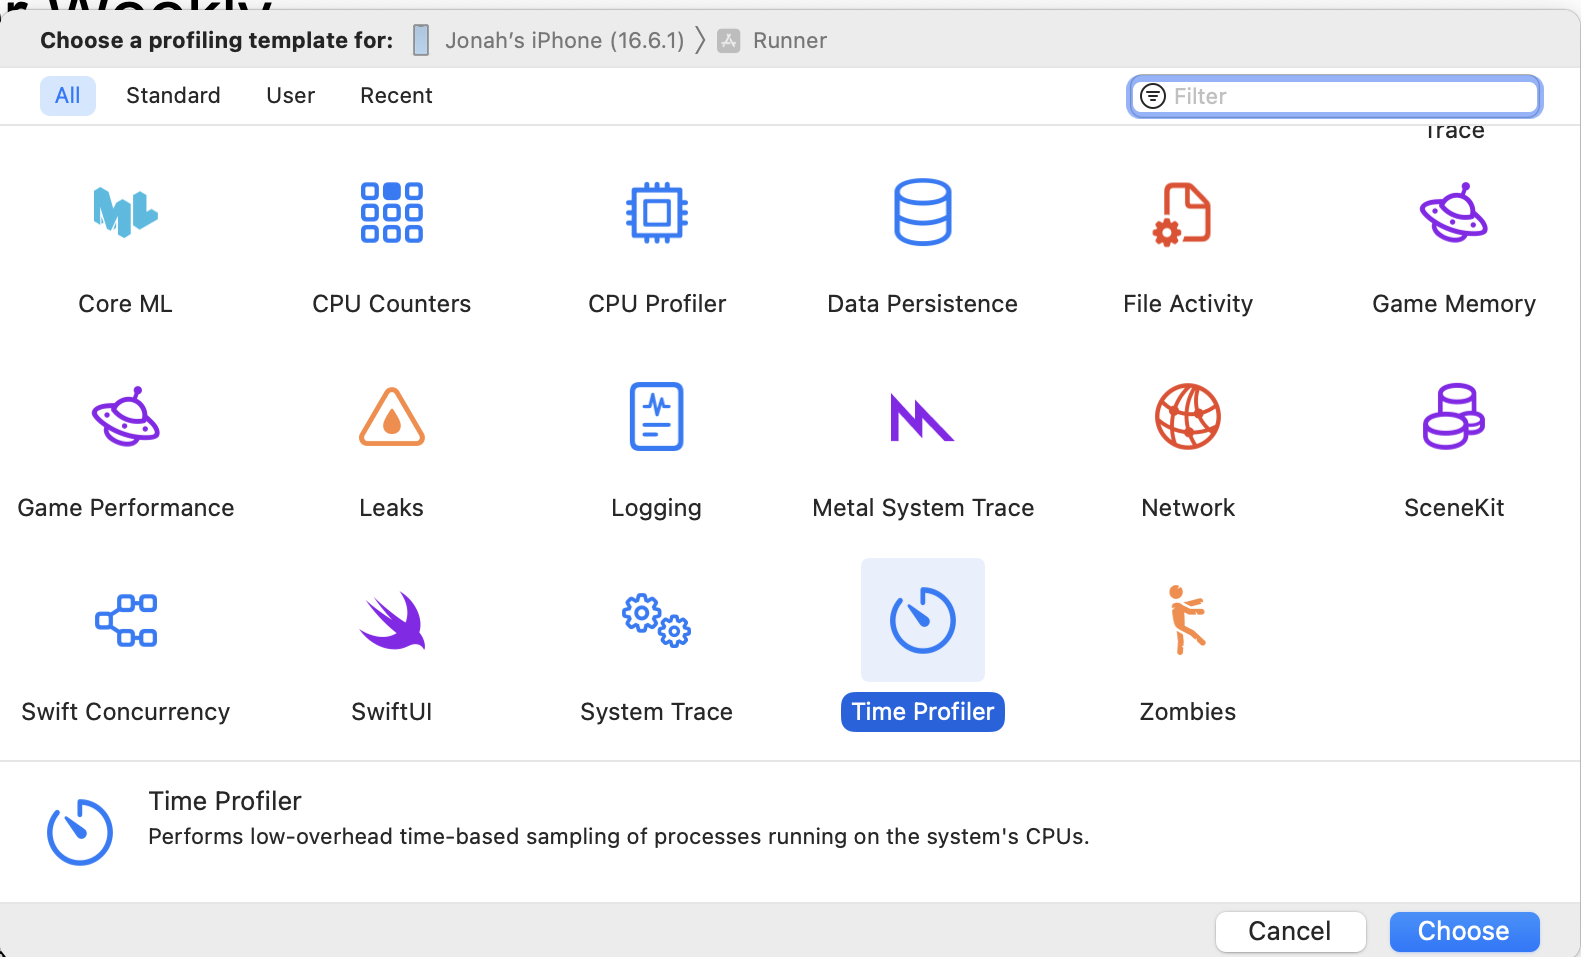 Choose a profiling template for: Jonah's iPhone (16.6.1) Runner
All Standard User Recent Filter
Trace
ML
Core ML CPU Counters CPU Profiler Data Persistence File Activity Game Memory
Game Performance Leaks Logging Metal System Trace Network SceneKit
Swift Concurrency SwiftUI System Trace Time Profiler Zombies
Time Profiler
Performs low-overhead time-based sampling of processes running on the system's CPUs.
Cancel Choose